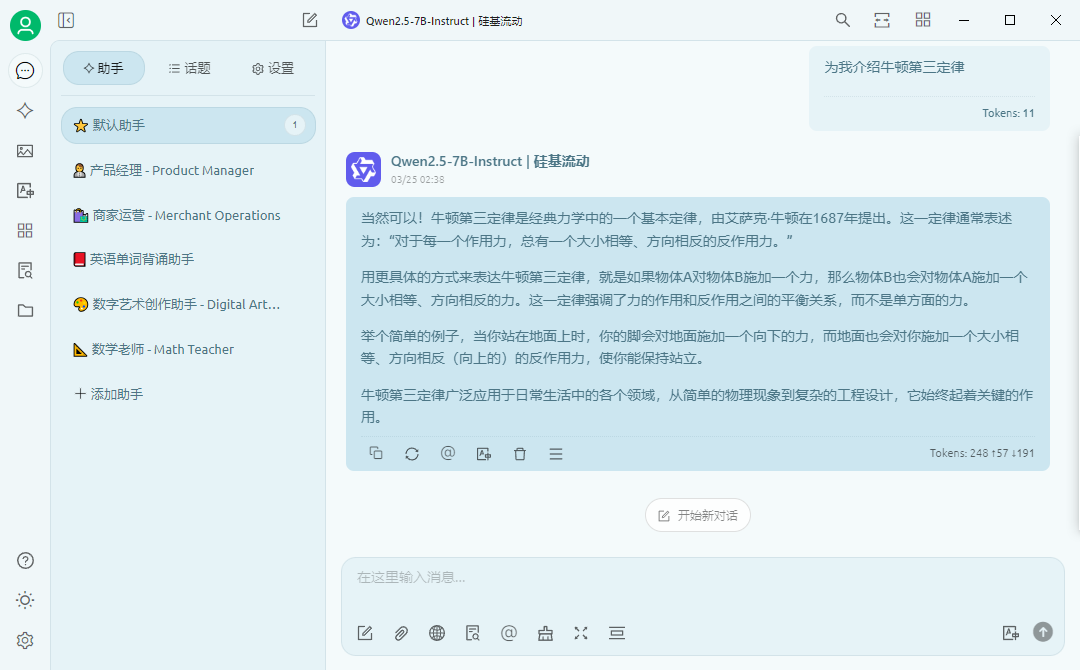 Qwen2.5-7B-Instruct | 硅基流动
助手
话题
设置
默认助手
1
产品经理 - Product Manager
商家运营 - Merchant Operations
英语单词背诵助手
数字艺术创作助手 - Digital Art...
数学老师 - Math Teacher
添加助手
为我介绍牛顿第三定律
Tokens: 11
Qwen2.5-7B-Instruct | 硅基流动
03/25 02:38
当然可以！牛顿第三定律是经典力学中的一个基本定律，由艾萨克·牛顿在1687年提出。这一定律通常表述
为：“对于每一个作用力，总有一个大小相等、方向相反的反作用力。”
用更具体的方式来表达牛顿第三定律，就是如果物体A对物体B施加一个力，那么物体B也会对物体A施加一个
大小相等、方向相反的力。这一定律强调了力的作用和反作用之间的平衡关系，而不是单方面的力。
举个简单的例子，当你站在地面上时，你的脚会对地面施加一个向下的力，而地面也会对你施加一个大小相
等、方向相反（向上的）的反作用力，使你能保持站立。
牛顿第三定律广泛应用于日常生活中的各个领域，从简单的物理现象到复杂的工程设计，它始终起着关键的作
用。
Tokens: 248 ↑57 ↓191
开始新对话
在这里输入消息...